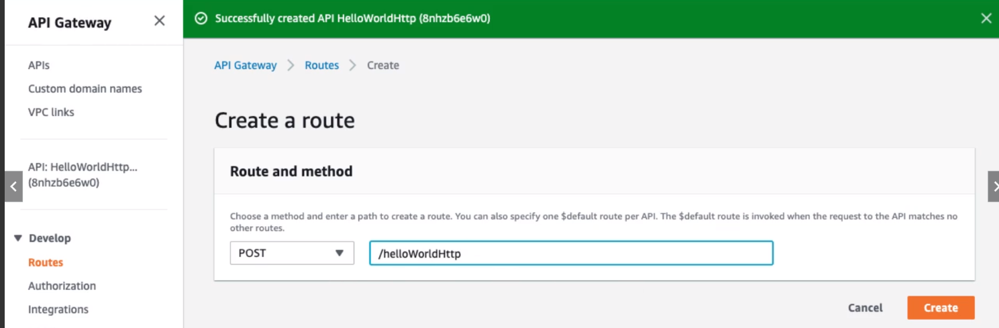 API Gateway
Successfully created API HelloWorldHttp (8nhzb6e6w0)
APIs
Custom domain names
VPC links
API: HelloWorldHttp...
(8nhzb6e6w0)
Develop
Routes
Authorization
Integrations
API Gateway > Routes > Create
Create a route
Route and method
Choose a method and enter a path to create a route. You can also specify one $default route per API. The $default route is invoked when the request to the API matches no
other routes.
POST
/helloWorldHttp
Cancel
Create